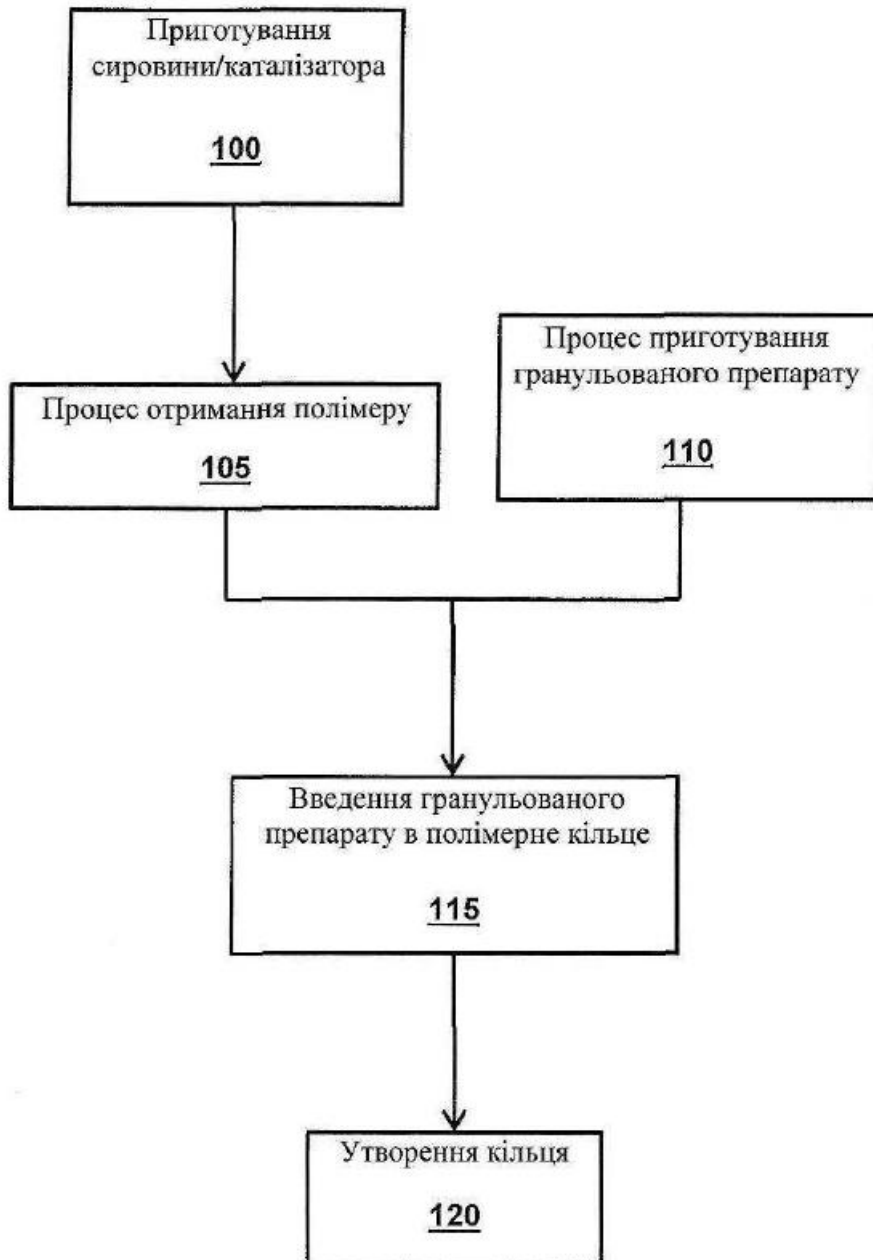 Приготування
сировини/каталізатора
100
Процес приготування
гранульованого препарату
110
Процес отримання полімеру
105
Введення гранульованого
препарату в полімерне кільце
115
Утворення кільця
120